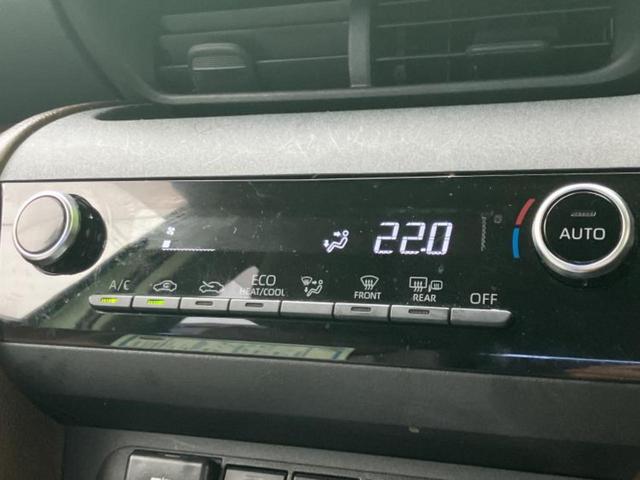 22.0
AUTO
A/C
ECO
HEAT/COOL
FRONT
REAR
OFF